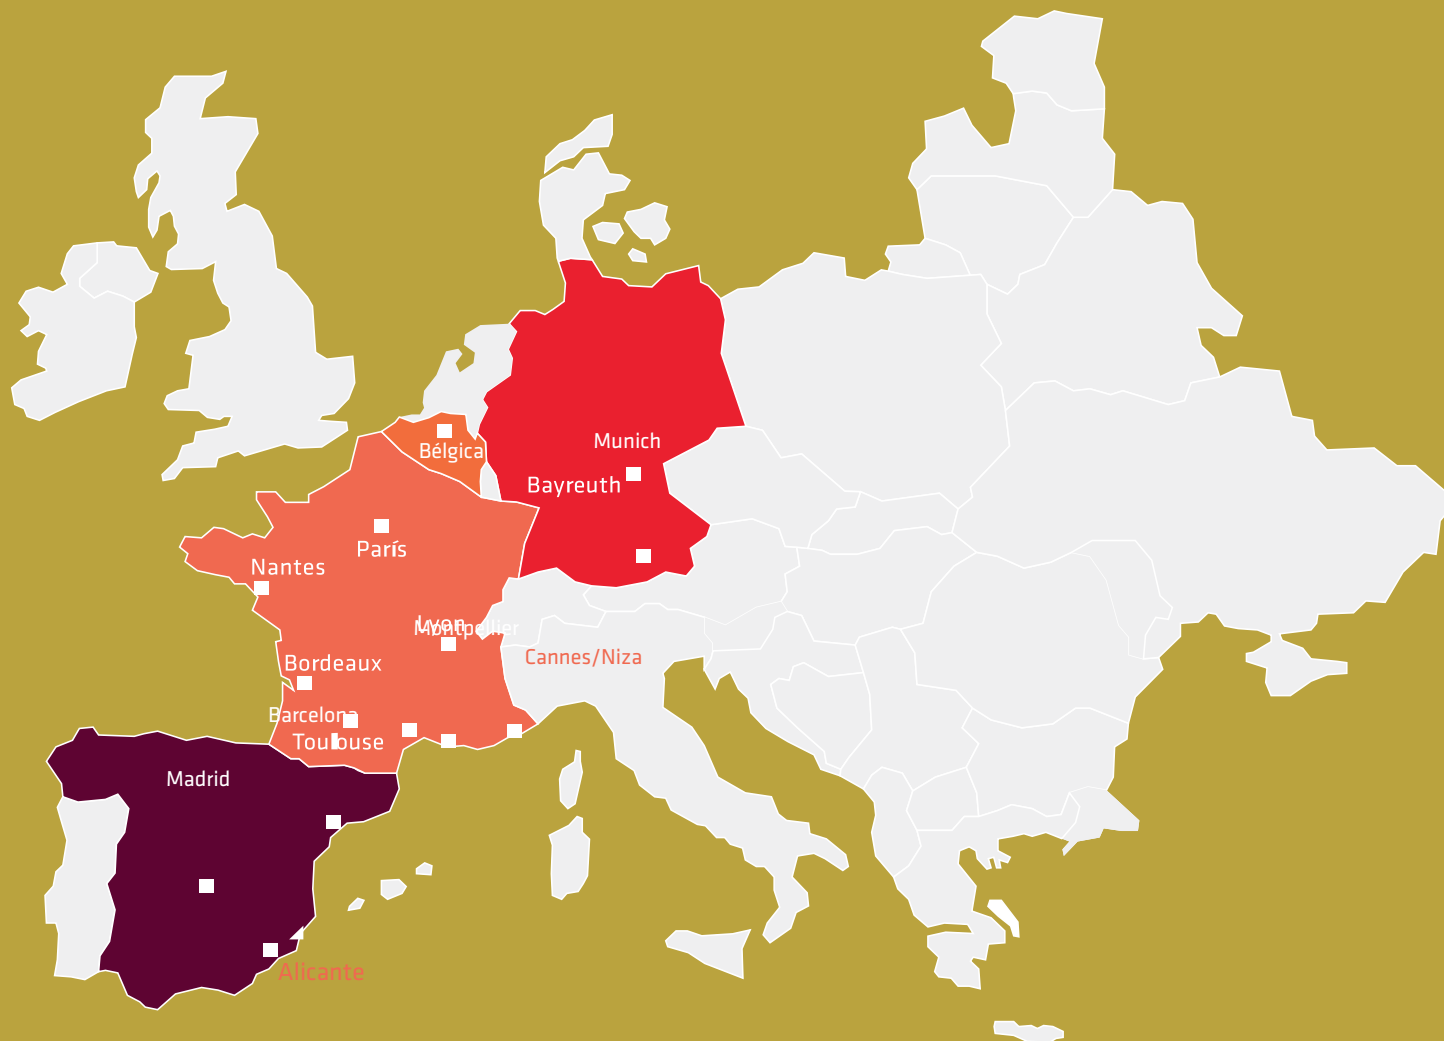 Munich
Bélgica
Bayreuth
París
Nantes
Lyon
Montpellier
Cannes/Niza
Bordeaux
Barcelona
Toulouse
Madrid
Alicante